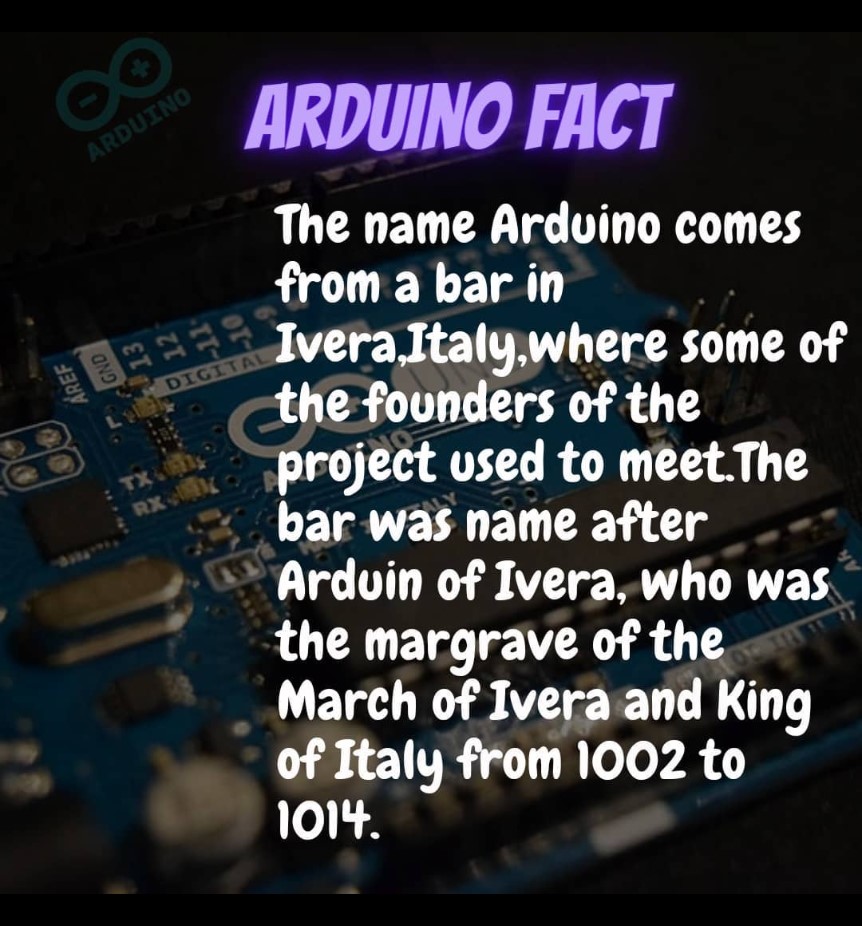 ARDUINO
ARDUINO FACT
The name Arduino comes
from a bar in
Ivera,Italy,where some of
the founders of the
project used to meet.The
bar was name after
Arduin of Ivera, who was
the margrave of the
March of Ivera and King
of Italy from 1002 to
1014.
AREF
GND
13
12
DIGITAL
TX
RX